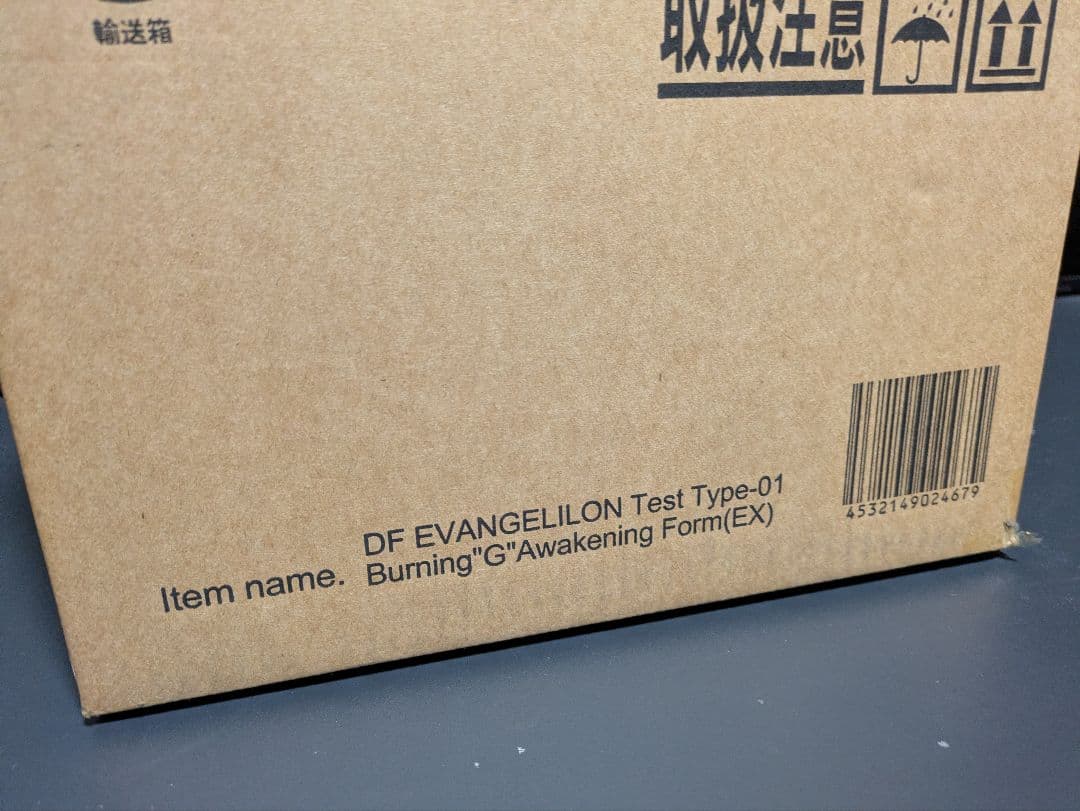 輸送箱
取扱注意
DF EVANGELILON Test Type-01
Item name. Burning"G"Awakening Form(EX)
4532149024679